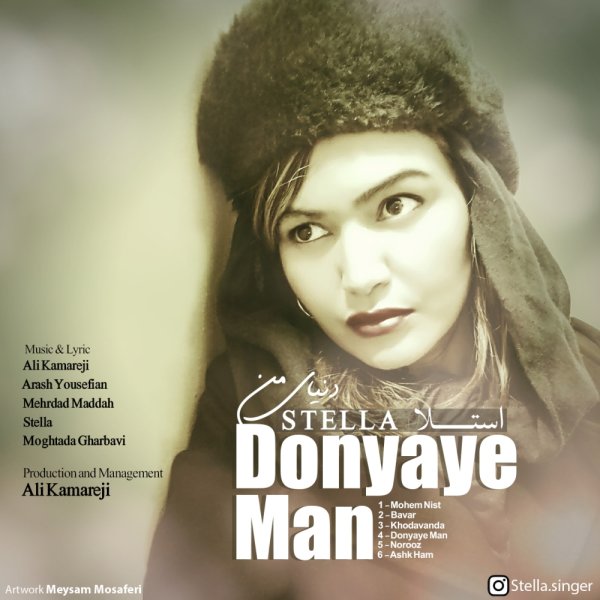 Music & Lyric
Ali Kamareji
Arash Yousefian
Mehrdad Maddah
Stella
Moghtada Gharbavi
Production and Management
Ali Kamareji
دنیای من
STELLA استلا
Donyaye
Man
1 - Mohem Nist
2 - Bavar
3 - Khodavanda
4 - Donyaye Man
5 - Norooz
6 - Ashk Ham
Artwork Meysam Mosaferi
Stella.singer